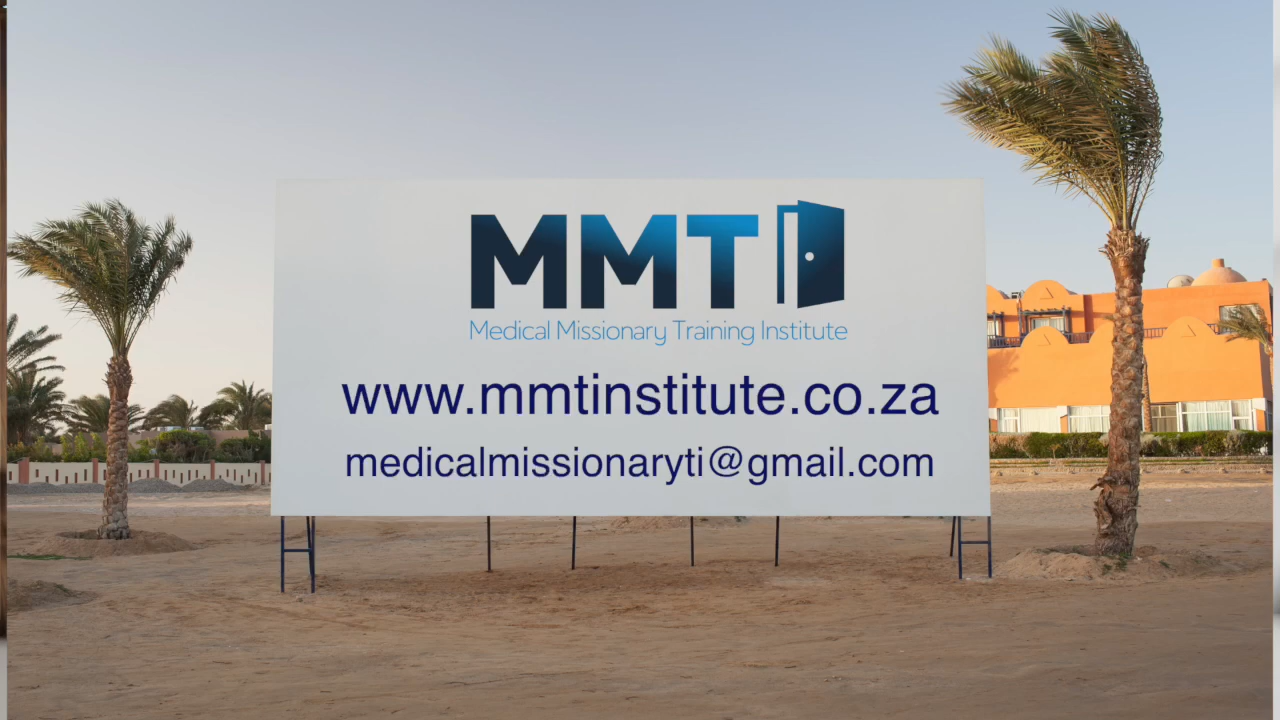 MMT
Medical Missionary Training Institute
www.mmtinstitute.co.za
medicalmissionaryti@gmail.com